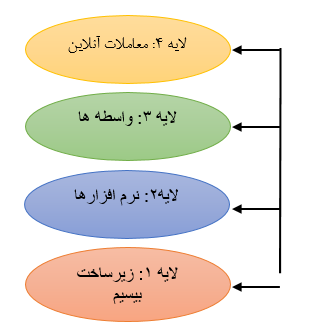 لایه ۴: معاملات آنلاین
لایه ۳: واسطه ها
لایه۲: نرم افزارها
لایه ۱: زیرساخت
بیسیم